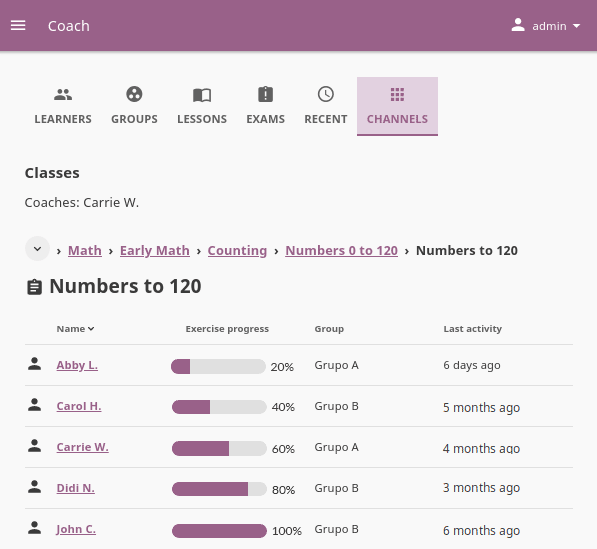 Coach admin
LEARNERS GROUPS LESSONS EXAMS RECENT CHANNELS
Classes
Coaches: Carrie W.
› Math › Early Math › Counting › Numbers 0 to 120 › Numbers to 120
Numbers to 120
Name Exercise progress Group Last activity
Abby L. 20% Grupo A 6 days ago
Carol H. 40% Grupo B 5 months ago
Carrie W. 60% Grupo A 4 months ago
Didi N. 80% Grupo B 3 months ago
John C. 100% Grupo B 6 months ago